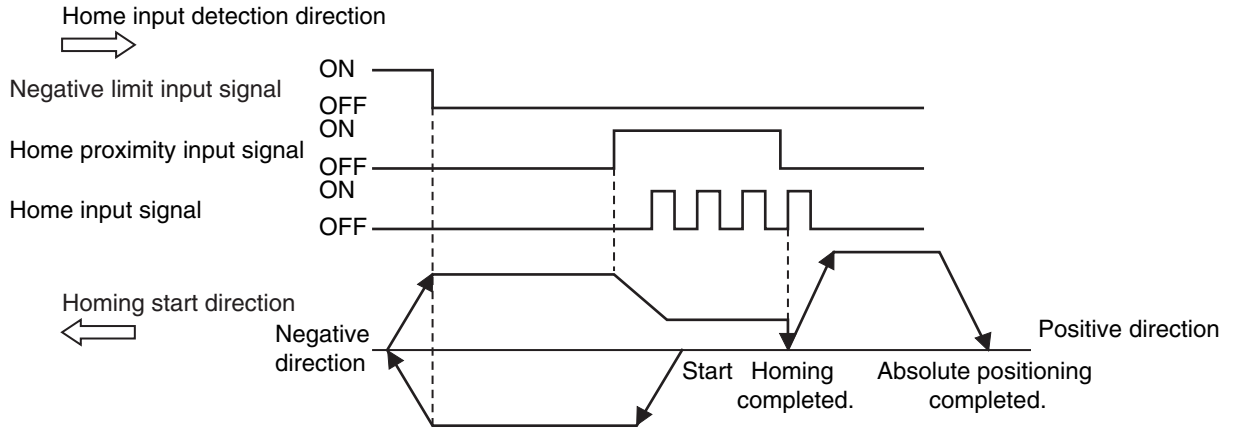 Home input detection direction
Negative limit input signal
ON
OFF
Home proximity input signal
ON
OFF
Home input signal
ON
OFF
Homing start direction
Negative
direction
Positive direction
Start
Homing
completed.
Absolute positioning
completed.